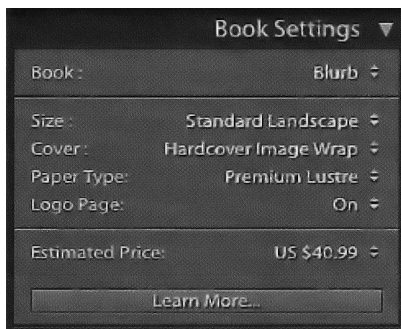 Book Settings
Book : Blurb
Size : Standard Landscape
Cover : Hardcover Image Wrap
Paper Type: Premium Lustre
Logo Page: On
Estimated Price: US $40.99
Learn More...